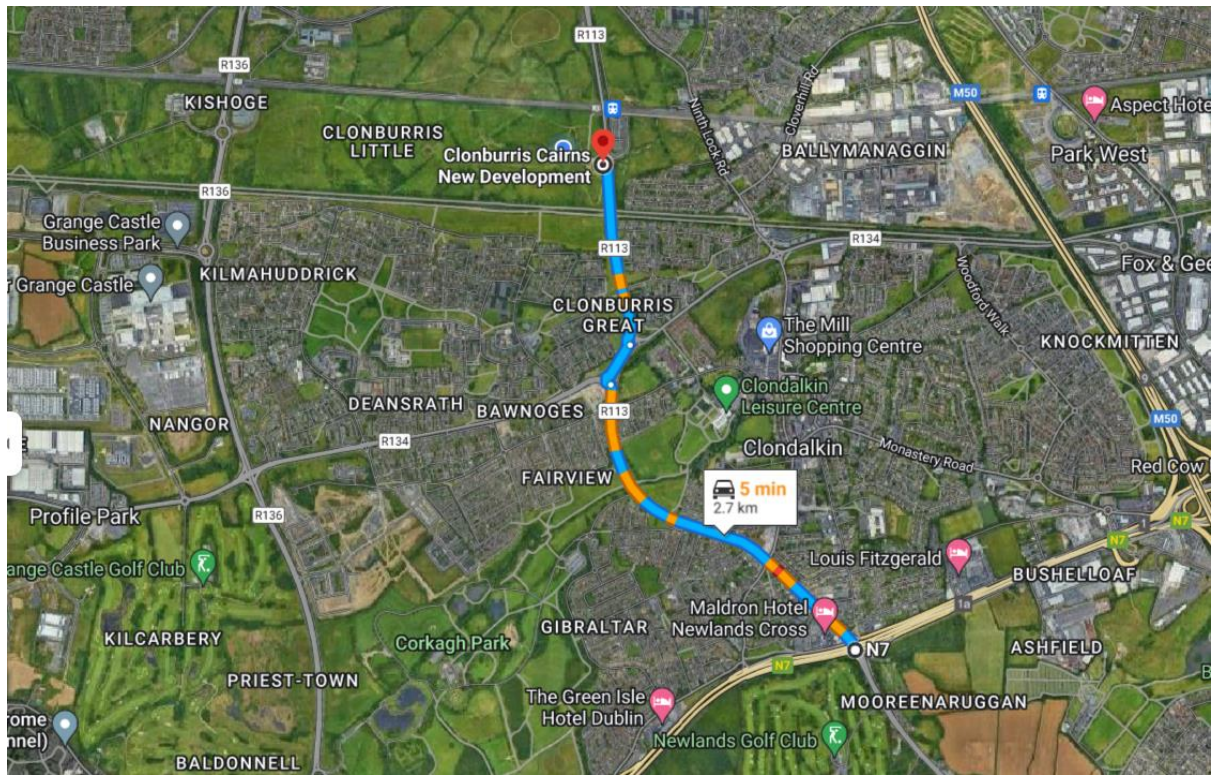 R113
R136
KISHOGE
M50
Aspect Hote
CLONBURRIS
LITTLE
Ninth Lock Rd
Cloverhill Rd
Clonburris Cairns
New Development
BALLYMANAGGIN
Park West
R136
Grange Castle
Business Park
R113
R134
KILMAHUDDRICK
r Grange Castle
Fox & Gee
Woodford Walk
CLONBURRIS
GREAT
The Mill
Shopping Centre
KNOCKMITTEN
9
Clondalkin
Leisure Centre
DEANSRATH
BAWNOGES
R113
NANGOR
R134
M50
E
Clondalkin
Monastery Road
Red Cow
FAIRVIEW
5 min
2.7 km
Profile Park
R136
1
N7
N7
Louis Fitzgerald
ange Castle Golf Club
BUSHELLOAF
1a
Maldron Hotel
Newlands Cross
KILCARBERY
GIBRALTAR
Corkagh Park
N7
ASHFIELD
N7
PRIEST-TOWN
The Green Isle
Hotel Dublin
MOOREENARUGGAN
B
rome
nnel)
Newlands Golf Club
BALDONNELL